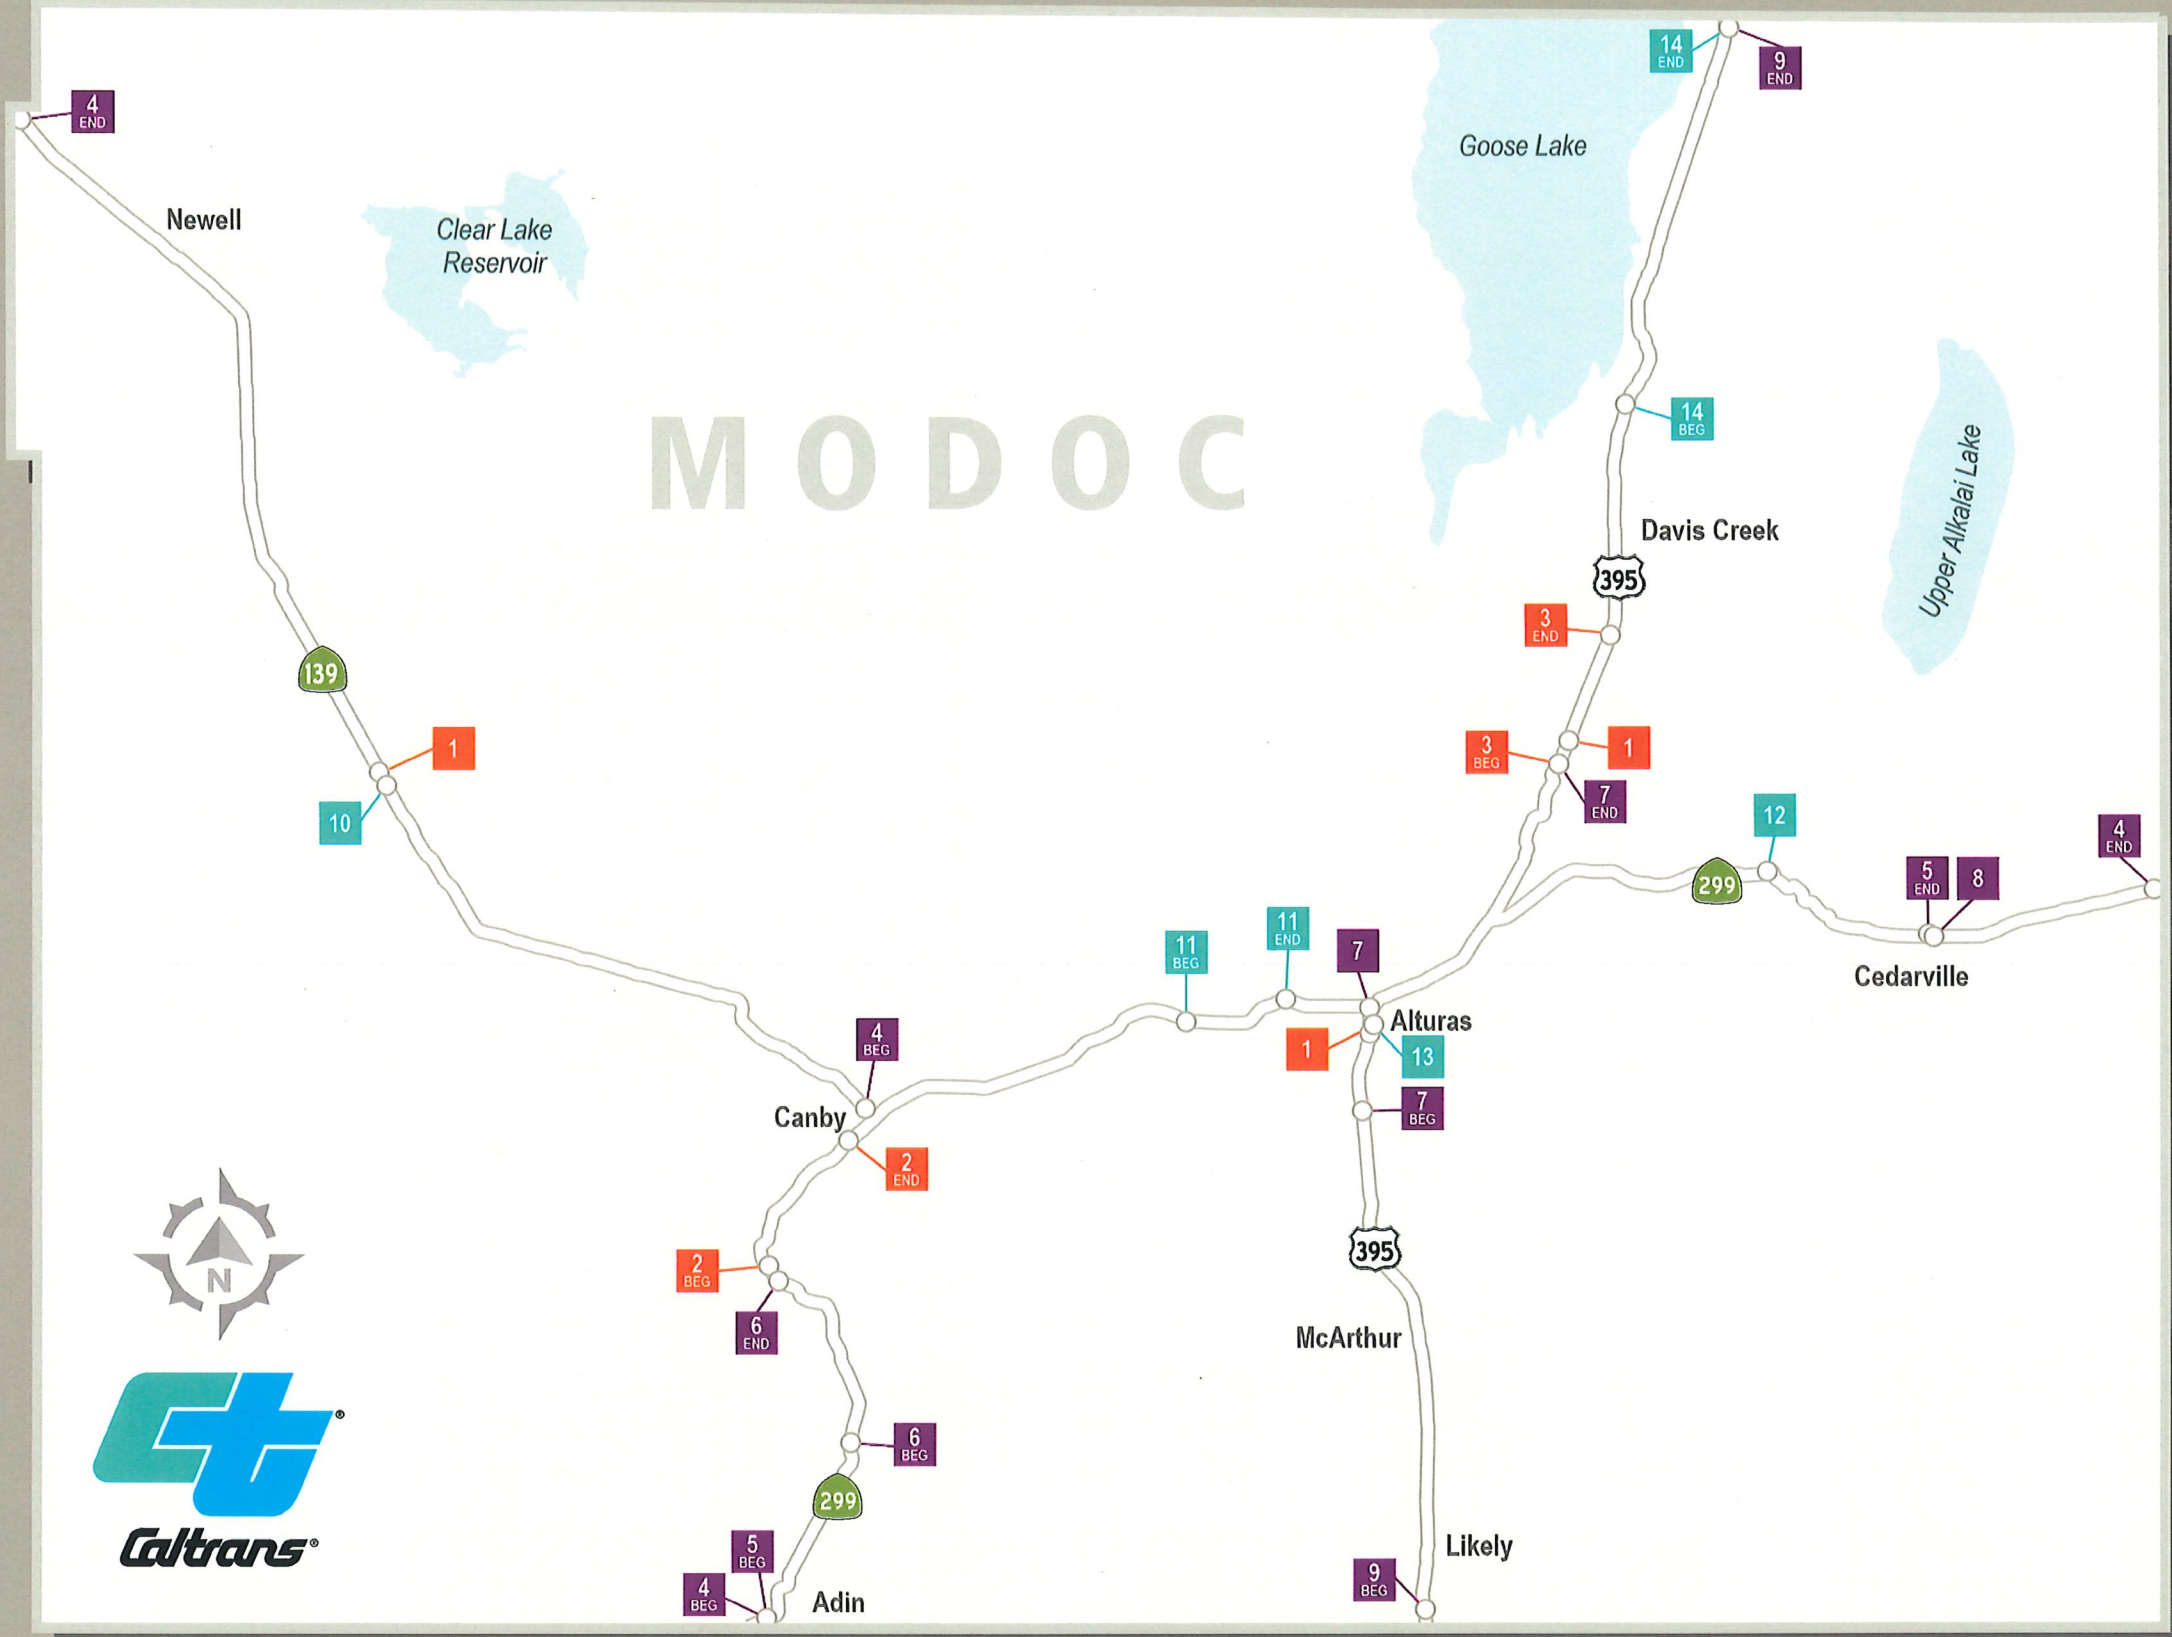 14
END
9
END
4
END
Goose Lake
Newell
Clear Lake
Reservoir
14
BEG
MODOC
Upper Alkalai Lake
Davis Creek
395
3
END
139
1
3
BEG
1
7
END
10
12
4
END
299
5
END
8
11
BEG
11
END
7
Cedarville
Alturas
4
BEG
1
13
Canby
7
BEG
2
END
395
2
BEG
N
6
END
McArthur
®
6
BEG
299
Caltrans®
5
BEG
Likely
4
BEG
Adin
9
BEG